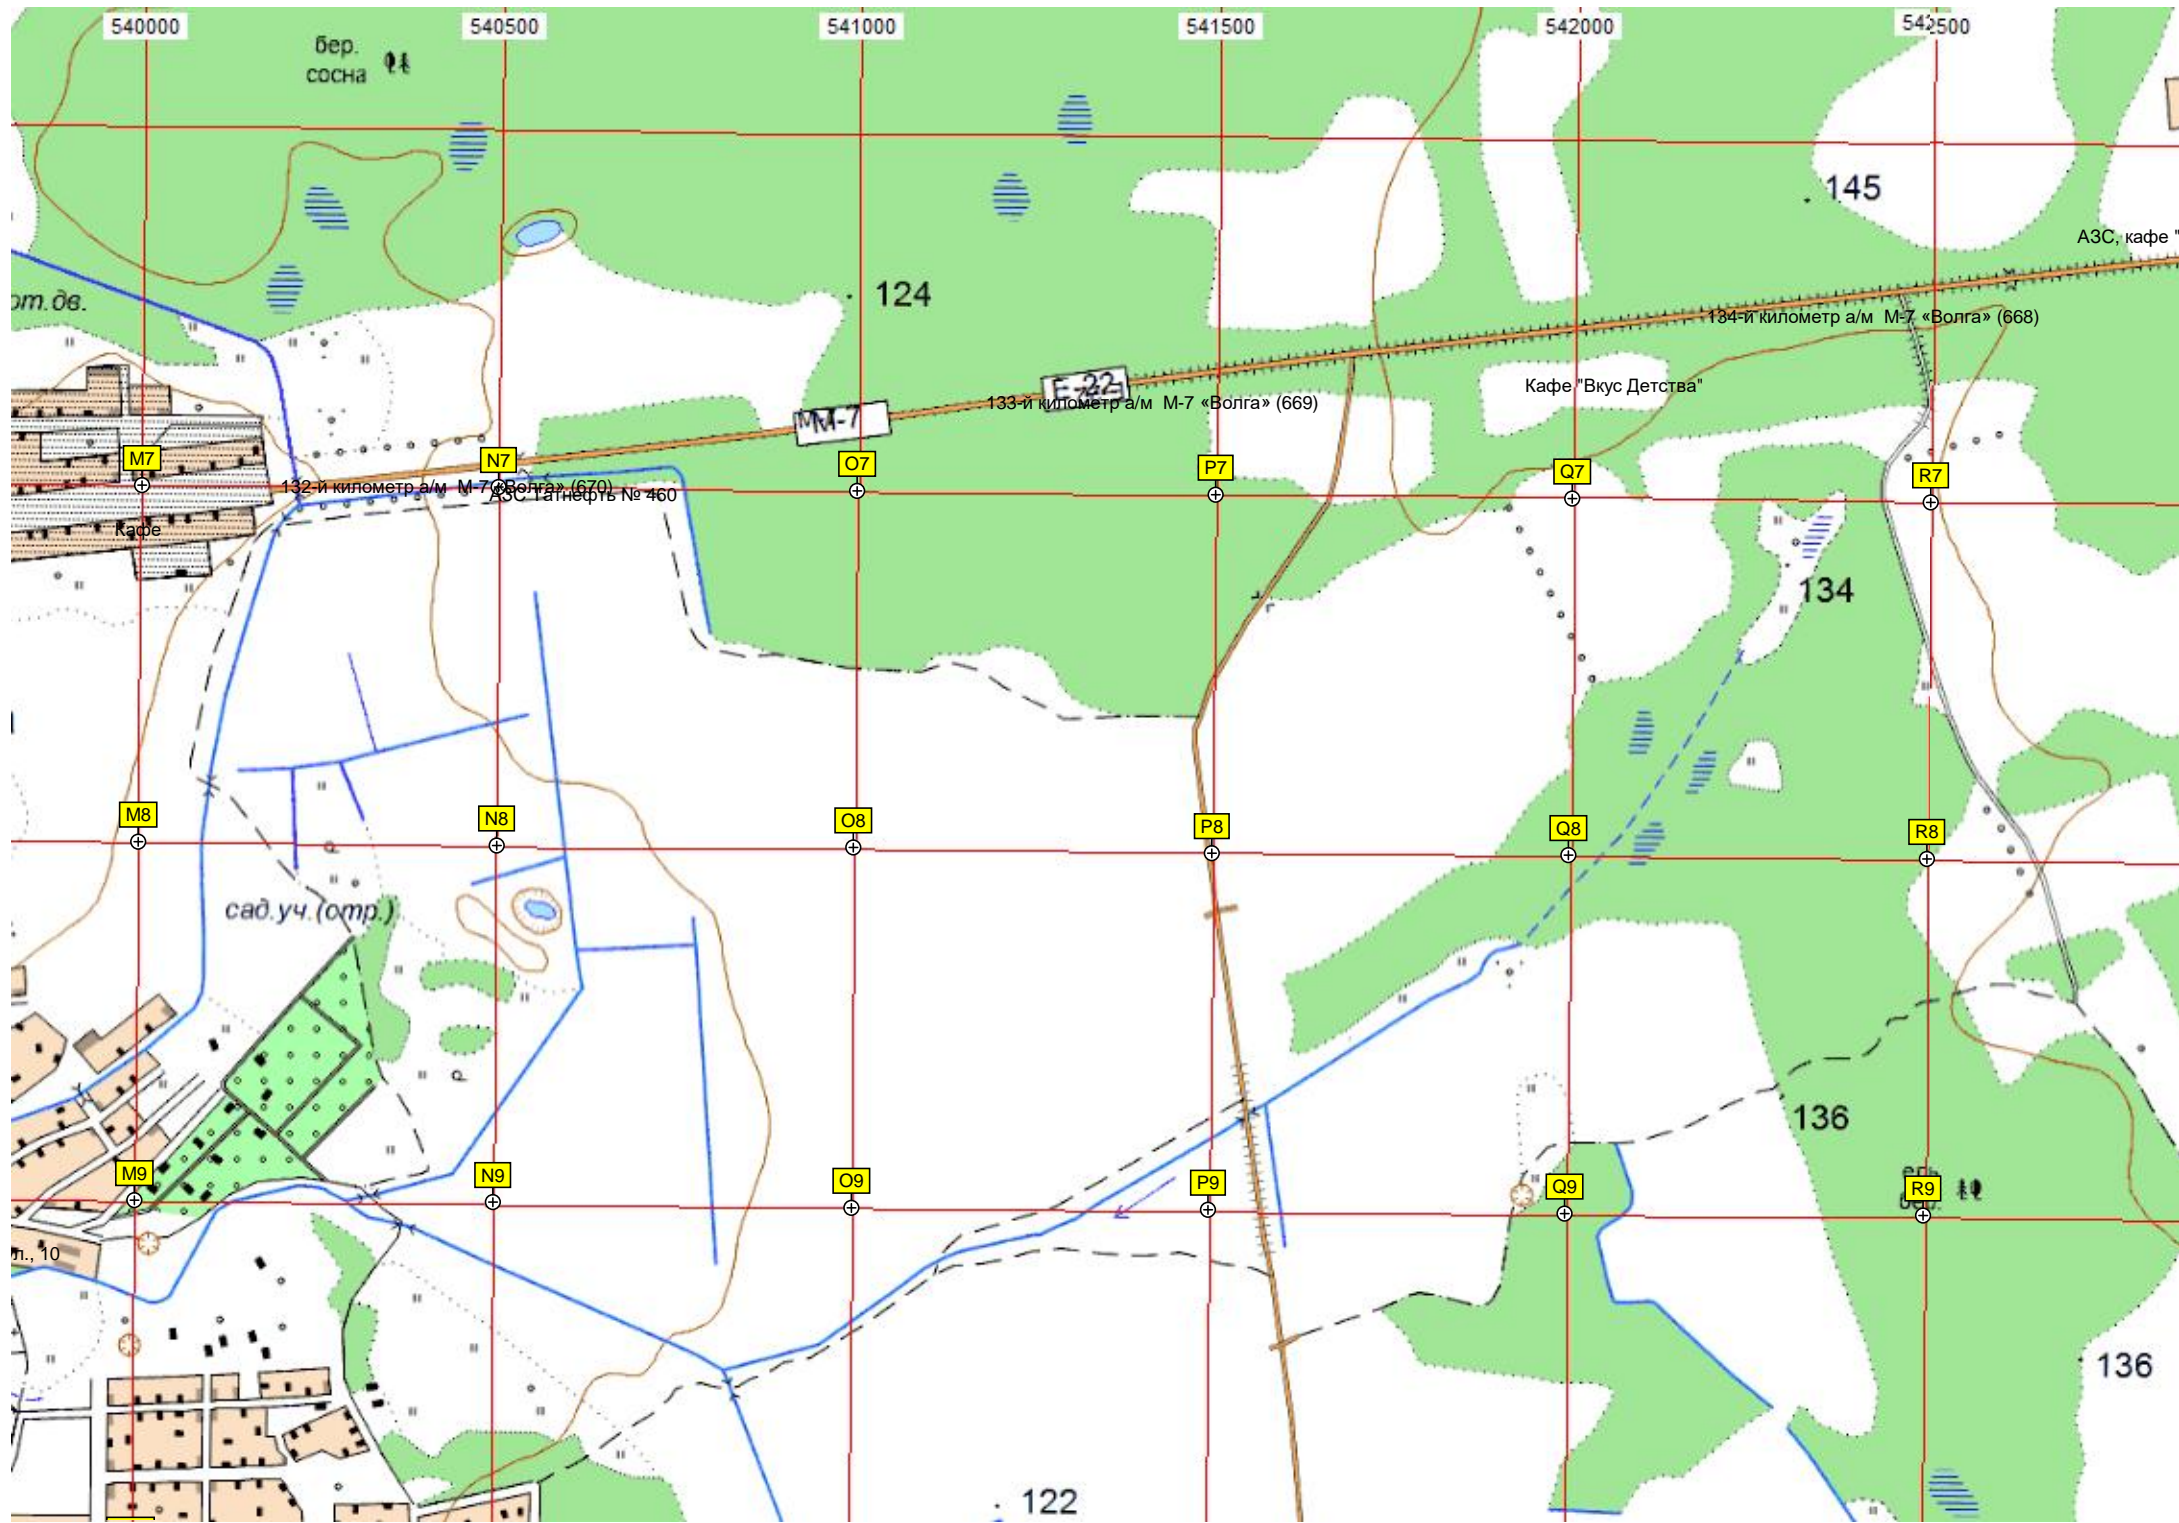 540000
540500
541000
541500
542000
542500
бер.
сосна
145
АЗС, кафе "
от.дв.
124
134-й километр а/м М-7 «Волга» (668)
E-22
Кафе "Вкус Детства"
133-й километр а/м М-7 «Волга» (669)
М-7
M7
N7
O7
P7
Q7
R7
132-й километр а/м М-7 «Волга» (670)
АЗС Татнефть № 460
Кафе
134
M8
N8
O8
P8
Q8
R8
сад.уч.(отр.)
136
M9
N9
O9
P9
Q9
ель
R9
бер.
л., 10
136
122